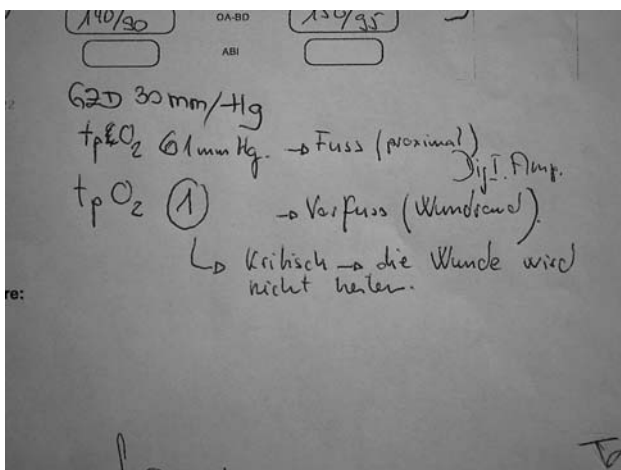 140/90 OA-BD 150/95
ABI
GZD 30 mm/Hg
tpO2 61 mm Hg. → Fuss (proximal)
Dig I. Amp.
tpO2 1 → Vorfuss (Wundrand).
↳ Kritisch → die Wunde wird
nicht heilen.
re: